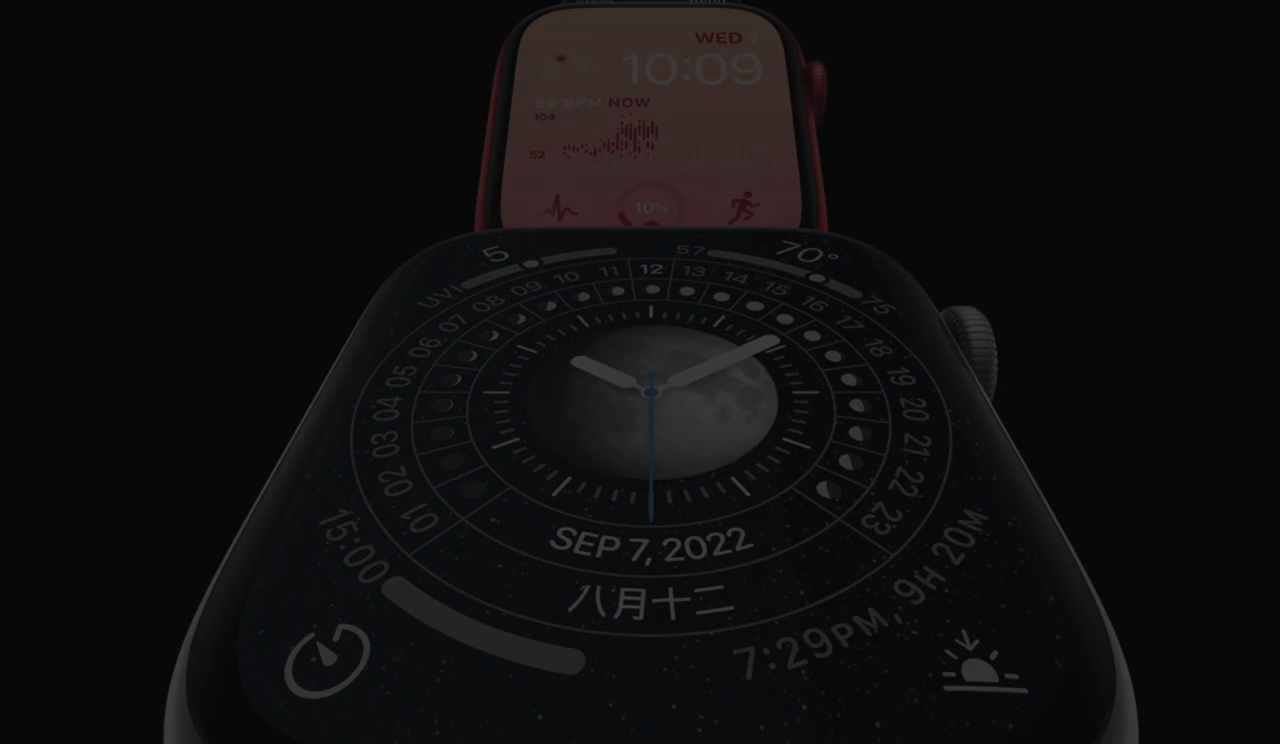 WED 7
10:09
68 BPM NOW
104
52
10%
5
57
70°
UVI
75
01 02 03 04 05 06 07 08 09 10 11 12 13 14 15 16 17 18 19 20 21 22 23
SEP 7, 2022
八月十二
15:00
7:29PM, 9H 20M